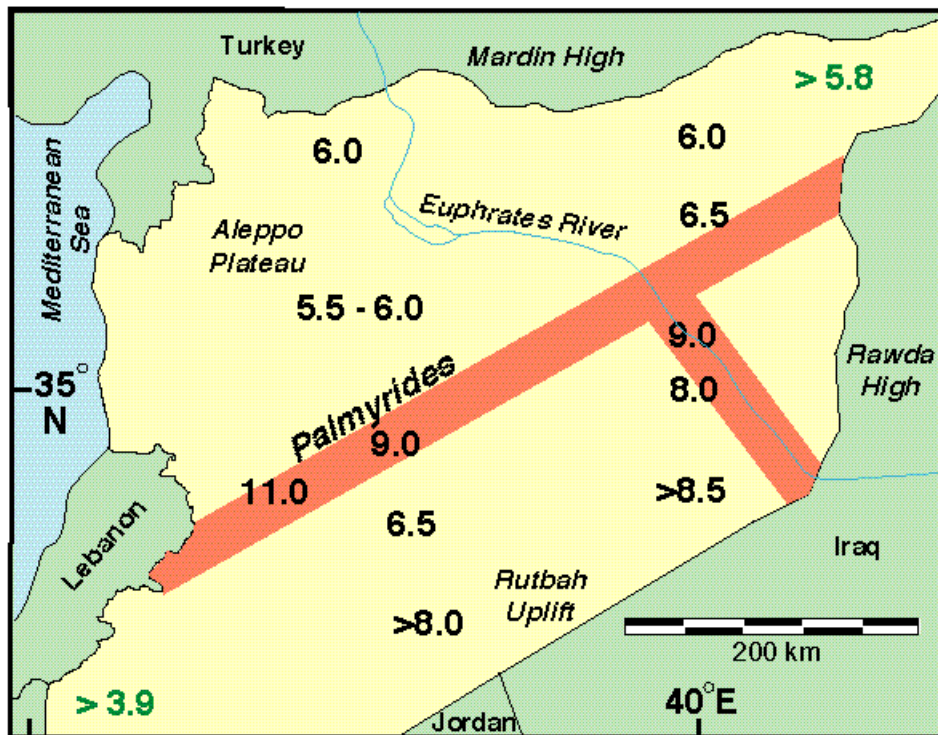 Turkey
Mardin High
> 5.8
6.0
6.0
Mediterranean
Sea
Aleppo
Plateau
Euphrates River
6.5
5.5 - 6.0
9.0
Rawda
High
35°
N
8.0
Palmyrides
9.0
11.0
>8.5
6.5
Lebanon
Iraq
Rutbah
Uplift
>8.0
200 km
> 3.9
40°E
Jordan